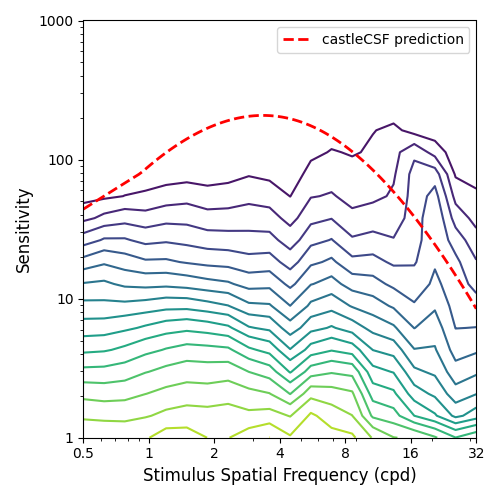 1000
castleCSF prediction
100
10
1
Sensitivity
0.5 1 2 4 8 16 32
Stimulus Spatial Frequency (cpd)